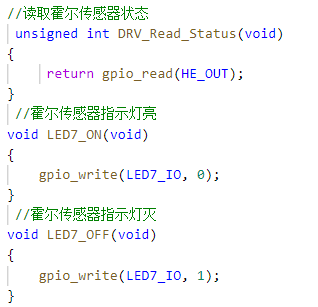 //读取霍尔传感器状态
unsigned int DRV_Read_Status(void)
{
return gpio_read(HE_OUT);
}
//霍尔传感器指示灯亮
void LED7_ON(void)
{
gpio_write(LED7_IO, 0);
}
//霍尔传感器指示灯灭
void LED7_OFF(void)
{
gpio_write(LED7_IO, 1);
}